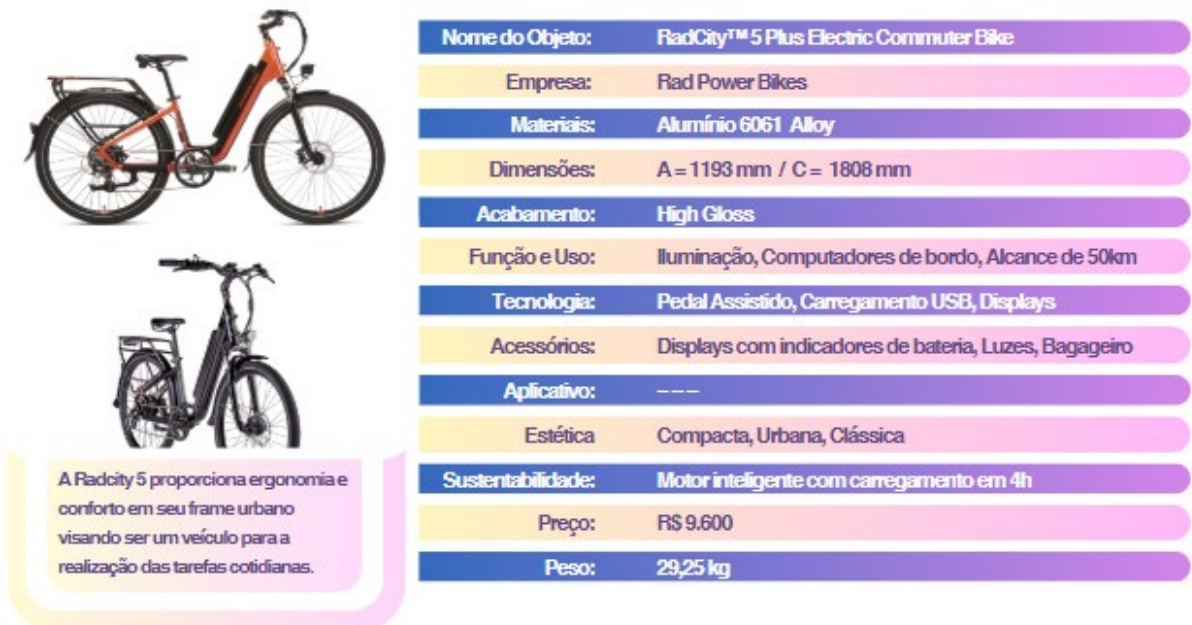 Nome do Objeto: RadCity™ 5 Plus Electric Commuter Bike
Empresa: Rad Power Bikes
Materiais: Alumínio 6061 Alloy
Dimensões: A = 1193 mm / C = 1808 mm
Acabamento: High Gloss
Função e Uso: Iluminação, Computadores de bordo, Alcance de 50km
Tecnologia: Pedal Assistido, Carregamento USB, Displays
Acessórios: Displays com indicadores de bateria, Luzes, Bagageiro
Aplicativo: – – –
Estética Compacta, Urbana, Clássica
Sustentabilidade: Motor inteligente com carregamento em 4h
Preço: R$ 9.600
Peso: 29,25 kg
A Radcity 5 proporciona ergonomia e
conforto em seu frame urbano
visando ser um veículo para a
realização das tarefas cotidianas.